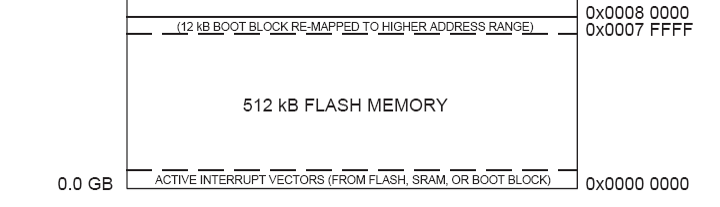 0x0008 0000
(12 kB BOOT BLOCK RE-MAPPED TO HIGHER ADDRESS RANGE)
0x0007 FFFF
512 kB FLASH MEMORY
ACTIVE INTERRUPT VECTORS (FROM FLASH, SRAM, OR BOOT BLOCK)
0.0 GB
0x0000 0000